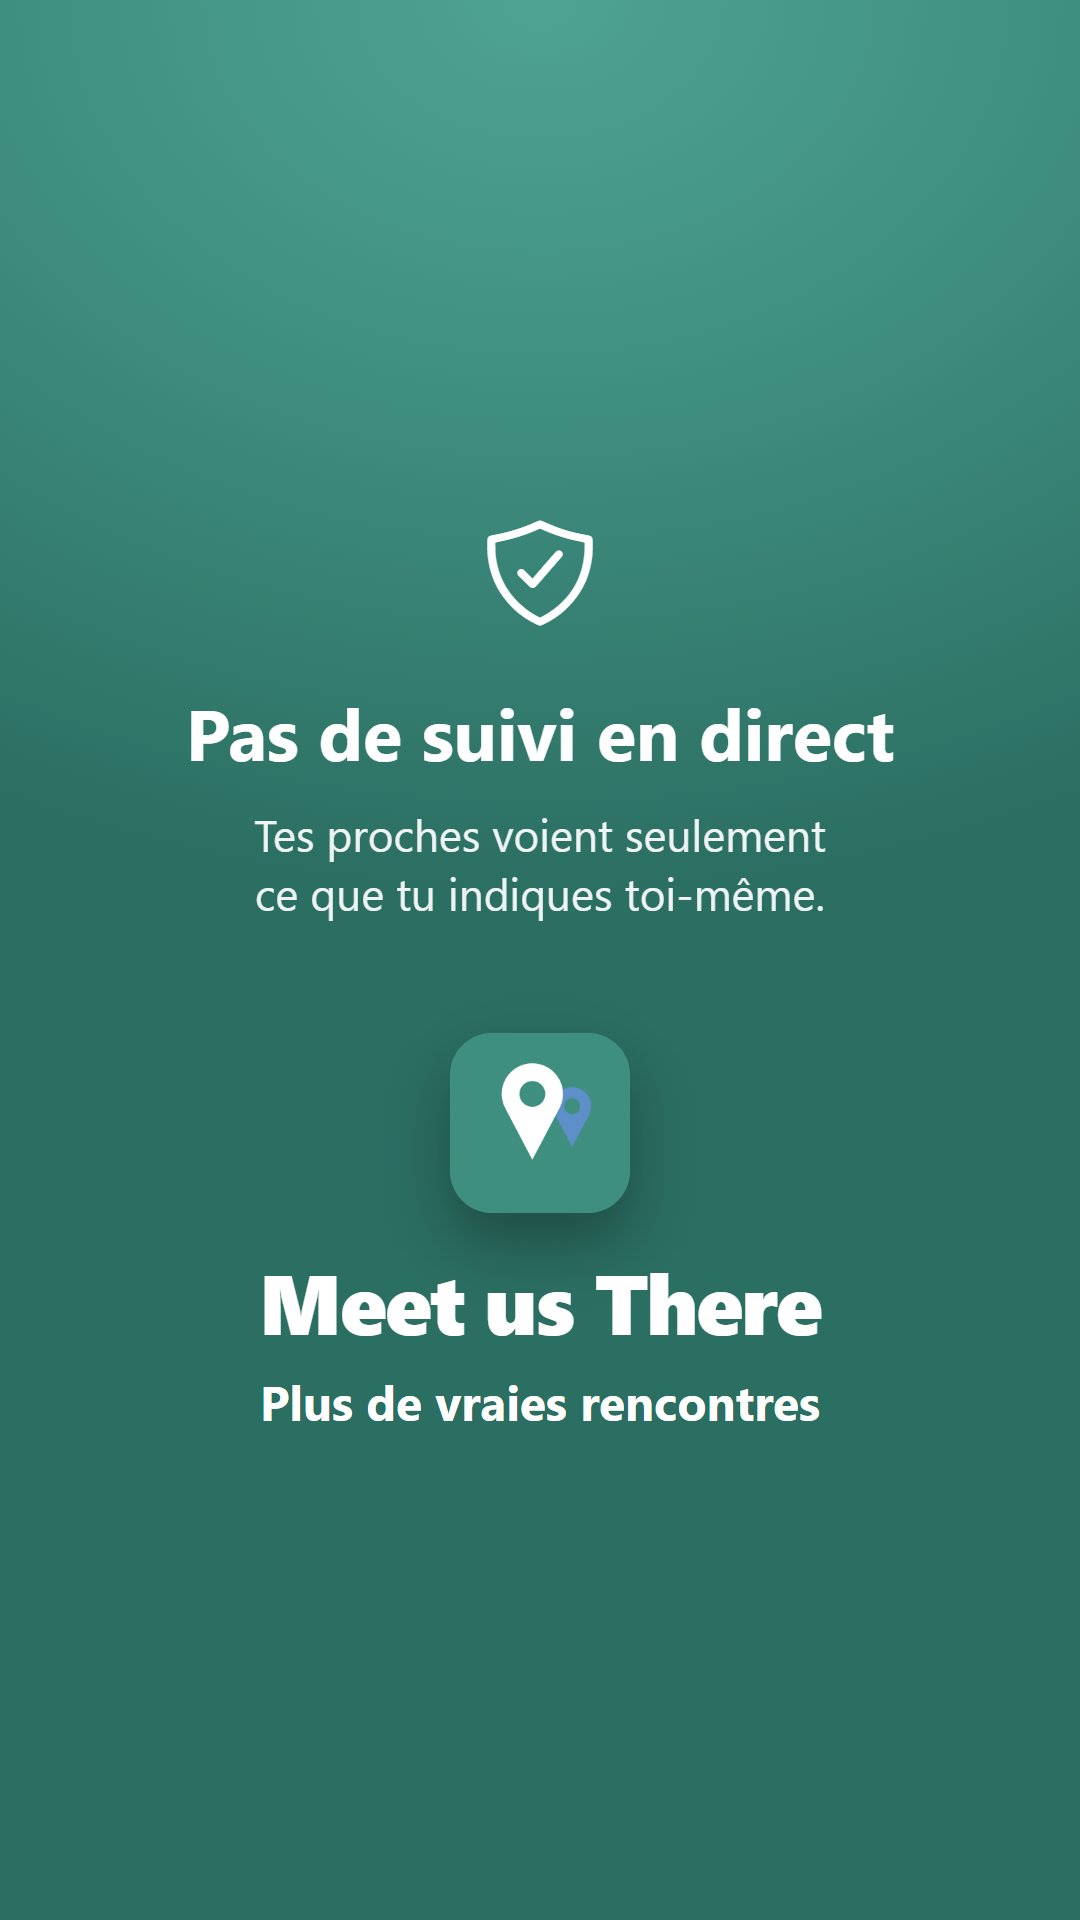 Pas de suivi en direct
Tes proches voient seulement
ce que tu indiques toi-même.
Meet us There
Plus de vraies rencontres